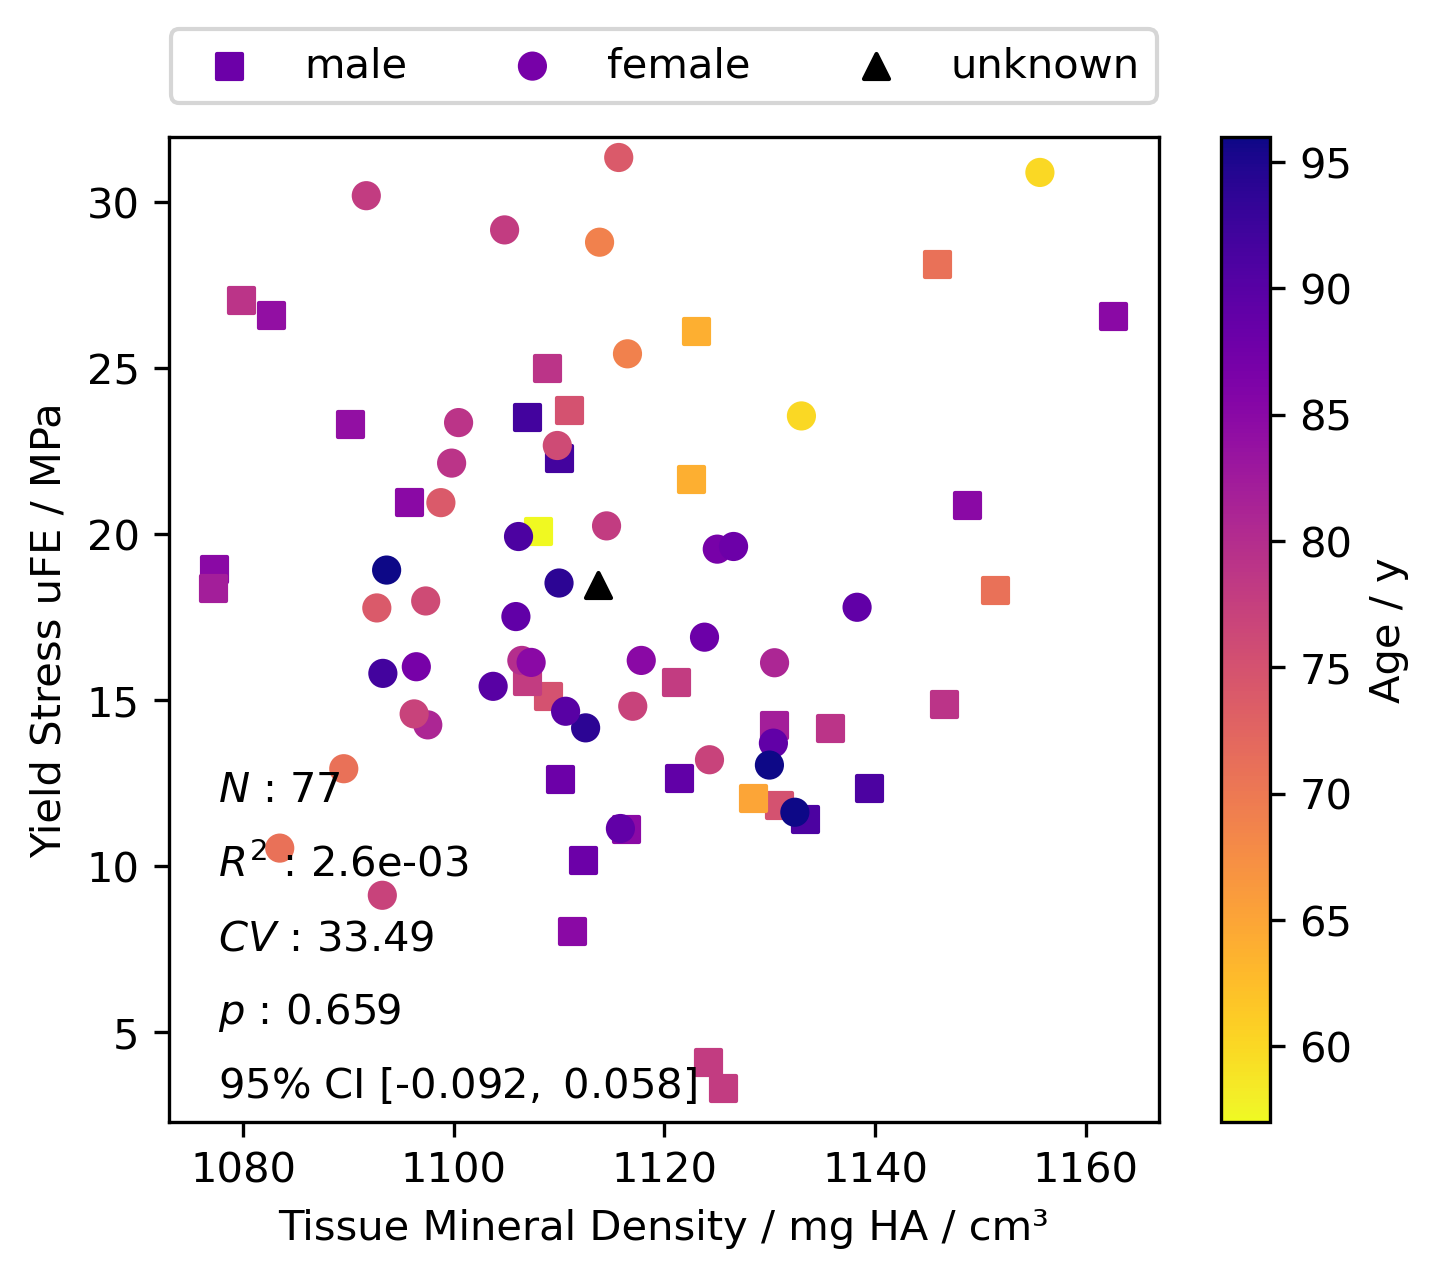 male female unknown
30
25
20
15
10
5
Yield Stress uFE / MPa
N : 77
R² : 2.6e-03
CV : 33.49
p : 0.659
95% CI [-0.092, 0.058]
1080 1100 1120 1140 1160
Tissue Mineral Density / mg HA / cm³
95
90
85
80
75
70
65
60
Age / y